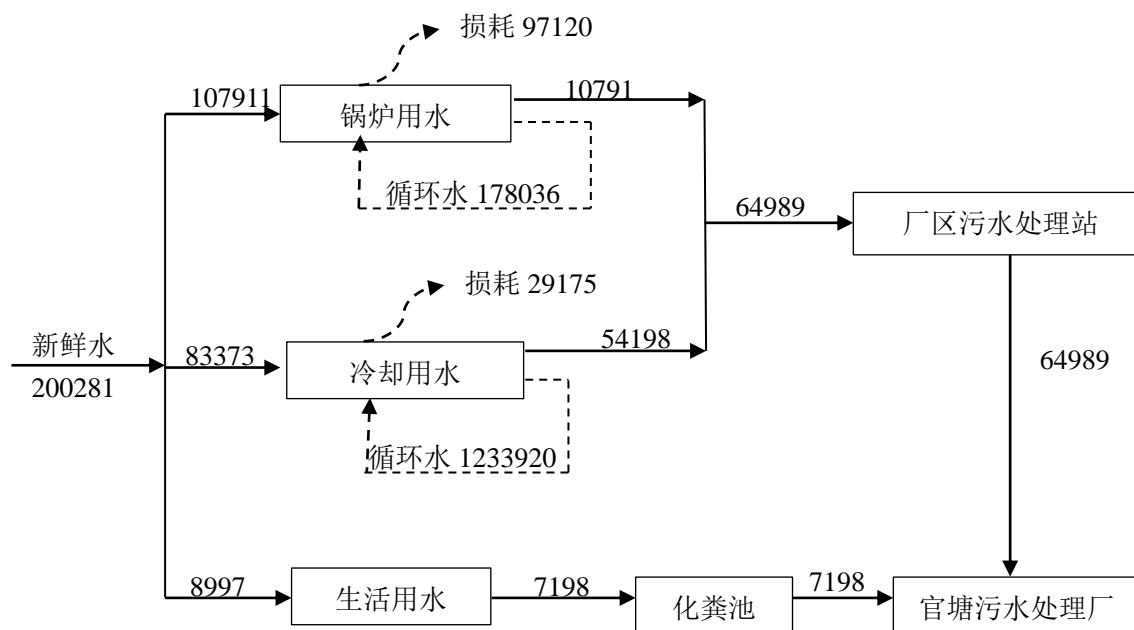 损耗 97120
107911
锅炉用水
10791
循环水 178036
64989
厂区污水处理站
损耗 29175
新鲜水
200281
83373
冷却用水
54198
64989
循环水 1233920
8997
生活用水
7198
化粪池
7198
官塘污水处理厂